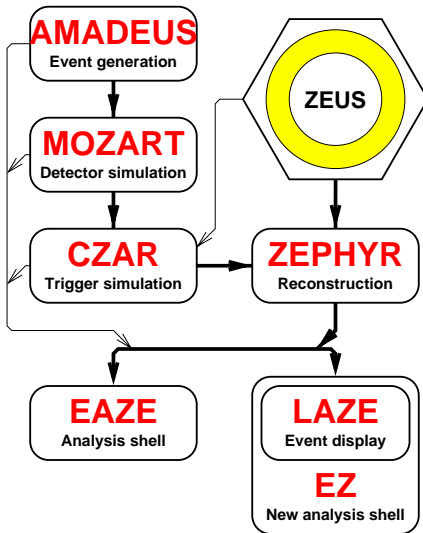 AMADEUS
Event generation
ZEUS
MOZART
Detector simulation
CZAR
Trigger simulation
ZEPHYR
Reconstruction
EAZE
Analysis shell
LAZE
Event display
EZ
New analysis shell